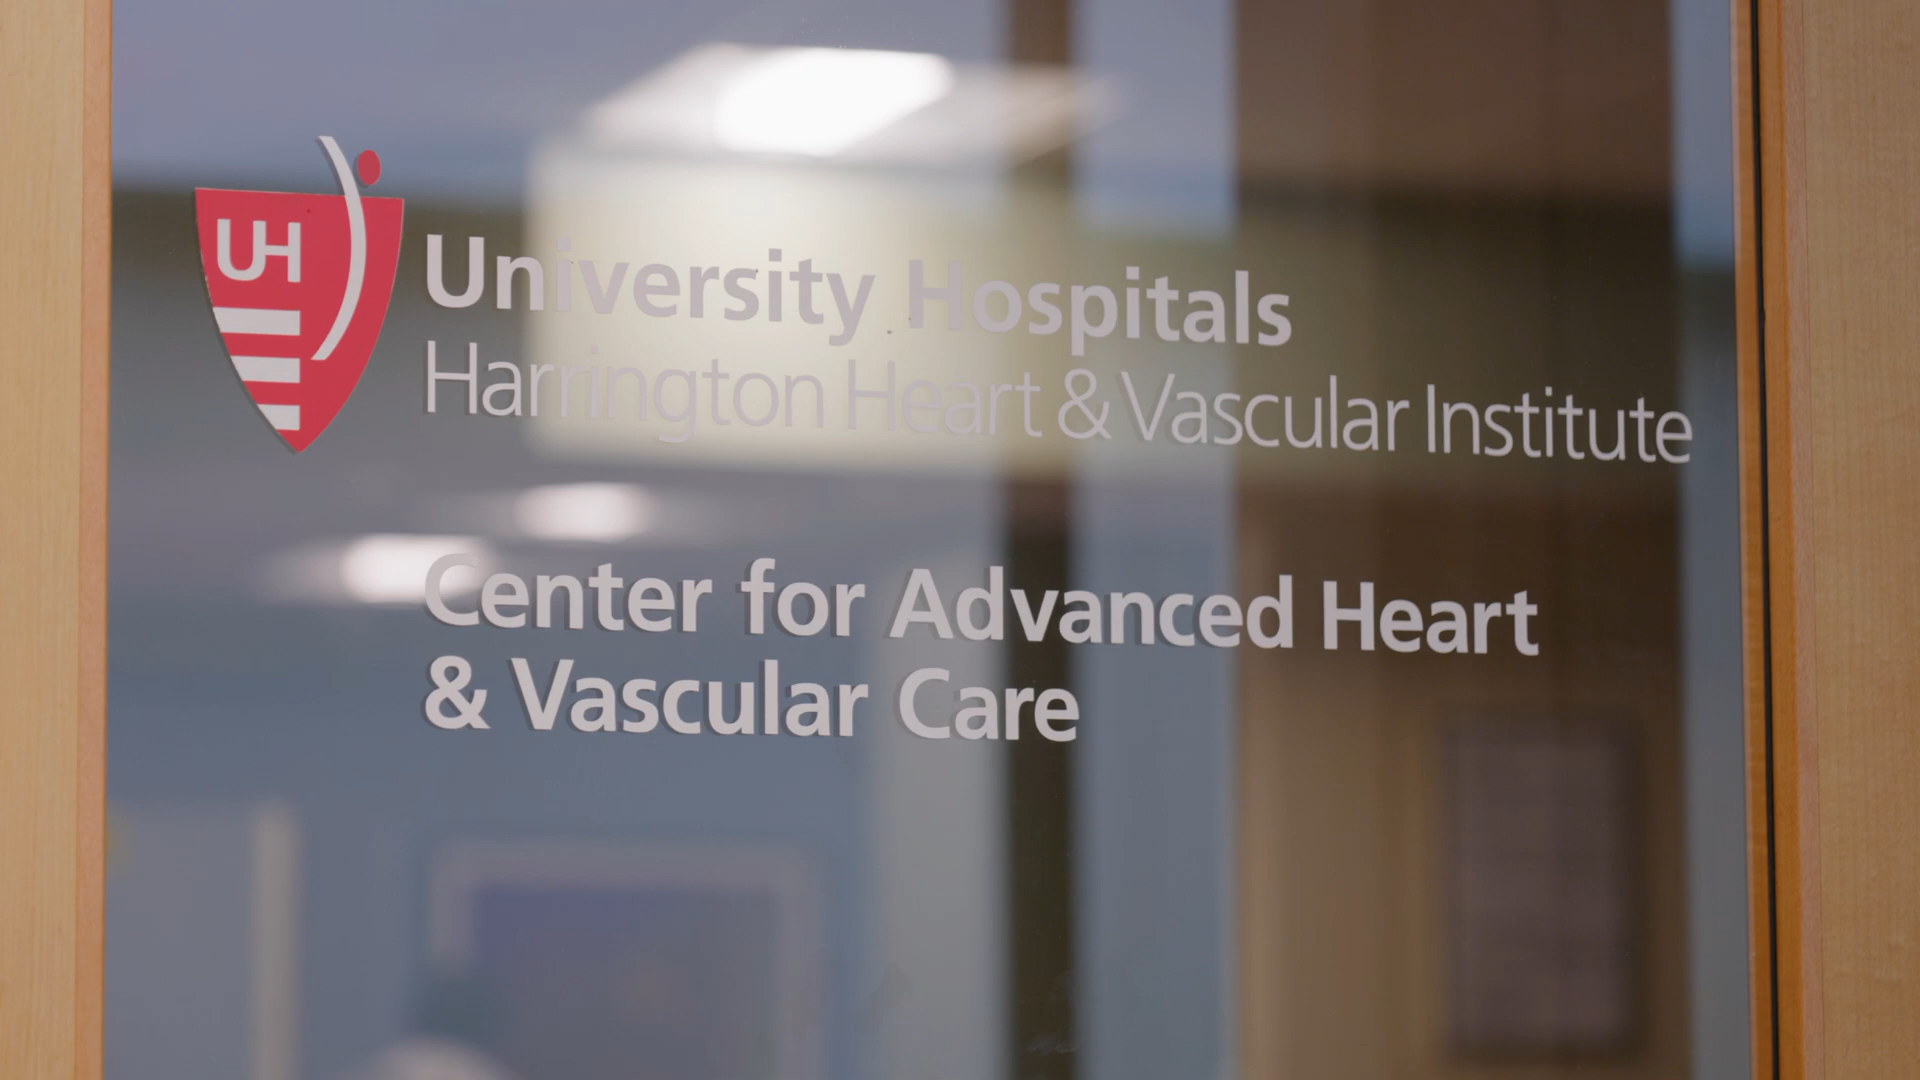 UH
University Hospitals
Harrington Heart & Vascular Institute
Center for Advanced Heart
& Vascular Care